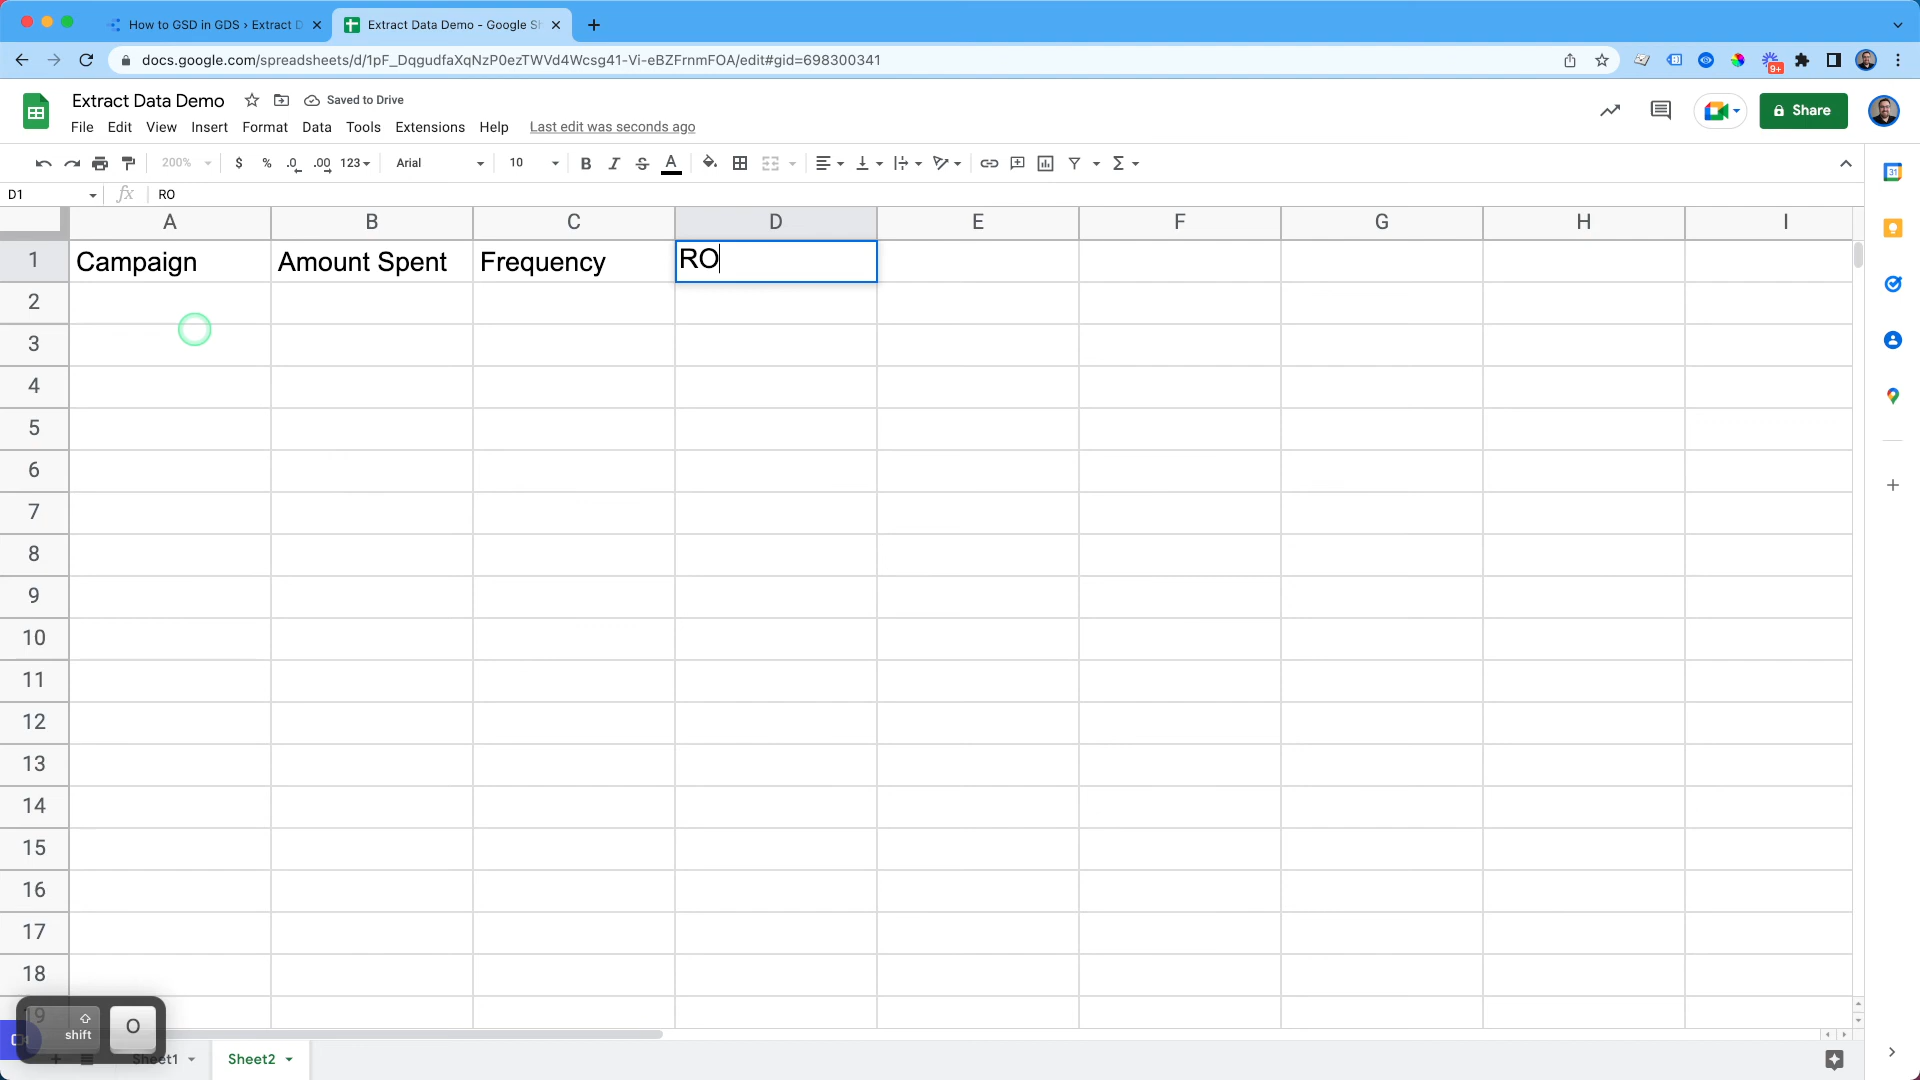 How to GSD in GDS › Extract D
Extract Data Demo - Google Sh
docs.google.com/spreadsheets/d/1pF_DqgudfaXqNzP0ezTWVd4Wcsg41-Vi-eBZFrnmFOA/edit#gid=698300341
9+
Extract Data Demo
Saved to Drive
File Edit View Insert Format Data Tools Extensions Help Last edit was seconds ago
Share
200% $ % .0 .00 123 Arial 10 B I S A Σ
31
D1 fx RO
A B C D E F G H I
1 Campaign Amount Spent Frequency RO
2
3
4
5
6
7
8
9
10
11
12
13
14
15
16
17
18
19
shift O
Sheet1 Sheet2